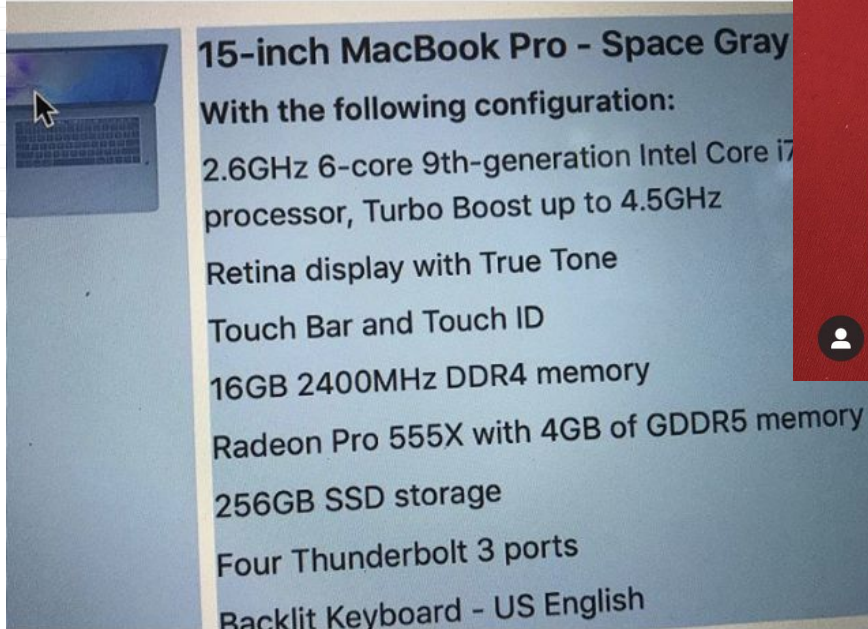 15-inch MacBook Pro - Space Gray
With the following configuration:
2.6GHz 6-core 9th-generation Intel Core i7
processor, Turbo Boost up to 4.5GHz
Retina display with True Tone
Touch Bar and Touch ID
16GB 2400MHz DDR4 memory
Radeon Pro 555X with 4GB of GDDR5 memory
256GB SSD storage
Four Thunderbolt 3 ports
Backlit Keyboard - US English